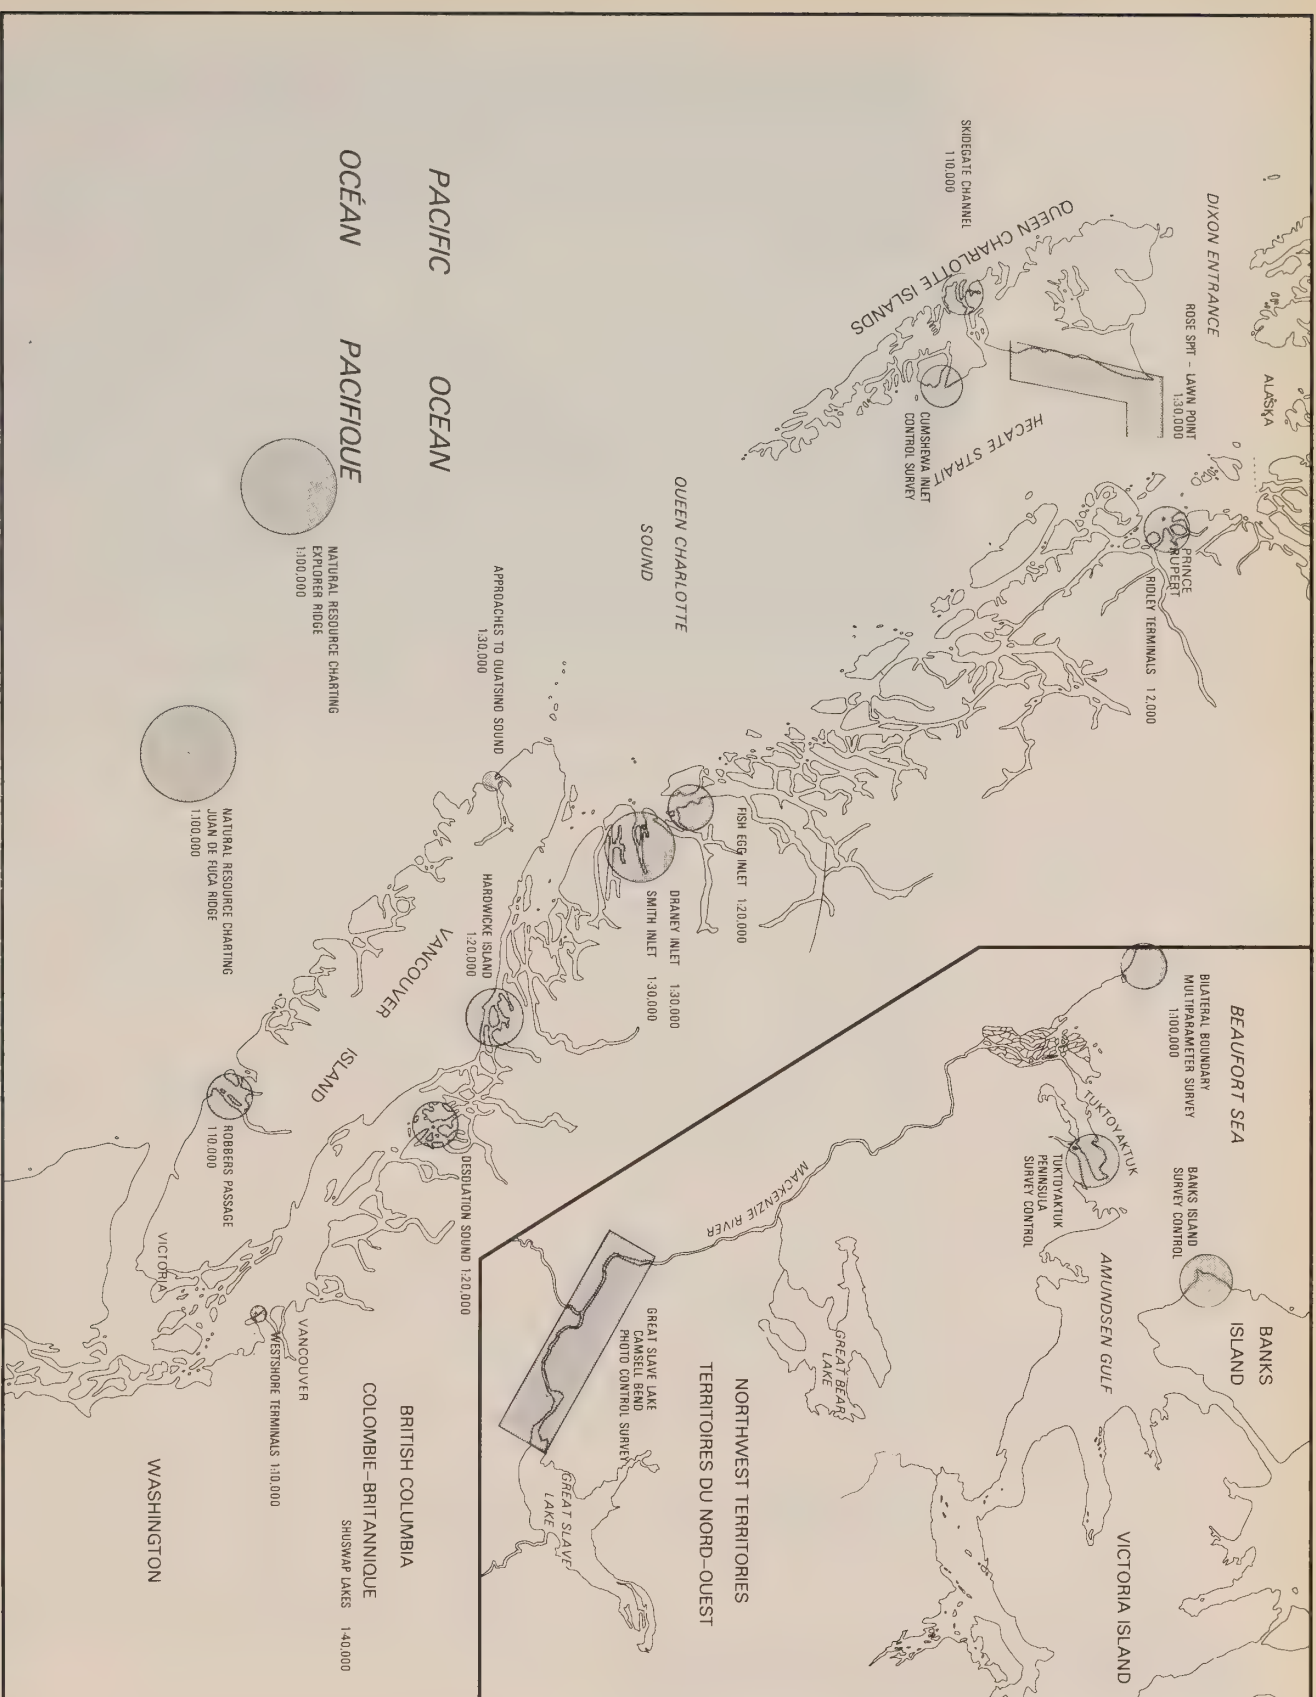 DIXON ENTRANCE
ALASKA
ROSE SPIT - LAWN POINT
1:30,000
SKIDEGATE CHANNEL
1:10,000
QUEEN CHARLOTTE ISLANDS
CUMSHEWA INLET
CONTROL SURVEY
HECATE STRAIT
PRINCE
RUPERT
RIDLEY TERMINALS 1:2,000
QUEEN CHARLOTTE
SOUND
PACIFIC OCEAN
OCÉAN PACIFIQUE
NATURAL RESOURCE CHARTING
EXPLORER RIDGE
1:100,000
NATURAL RESOURCE CHARTING
JUAN DE FUCA RIDGE
1:100,000
APPROACHES TO QUATSINO SOUND
1:30,000
FISH EGG INLET 1:20,000
DRANEY INLET 1:30,000
SMITH INLET 1:30,000
HARDWICKE ISLAND
1:20,000
VANCOUVER
ISLAND
ROBBERS PASSAGE
1:10,000
DESOLATION SOUND 1:20,000
VICTORIA
VANCOUVER
WESTSHORE TERMINALS 1:10,000
BRITISH COLUMBIA
COLOMBIE-BRITANNIQUE
SHUSWAP LAKES 1:40,000
WASHINGTON
BEAUFORT SEA
BILATERAL BOUNDARY
MULTIPARAMETER SURVEY
1:100,000
TUKTOYAKTUK
TUKTOYAKTUK
PENINSULA
SURVEY CONTROL
BANKS ISLAND
SURVEY CONTROL
BANKS
ISLAND
AMUNDSEN GULF
VICTORIA ISLAND
MACKENZIE RIVER
GREAT BEAR
LAKE
NORTHWEST TERRITORIES
TERRITOIRES DU NORD-OUEST
GREAT SLAVE LAKE
CAMSELL BEND
PHOTO CONTROL SURVEY
GREAT SLAVE
LAKE